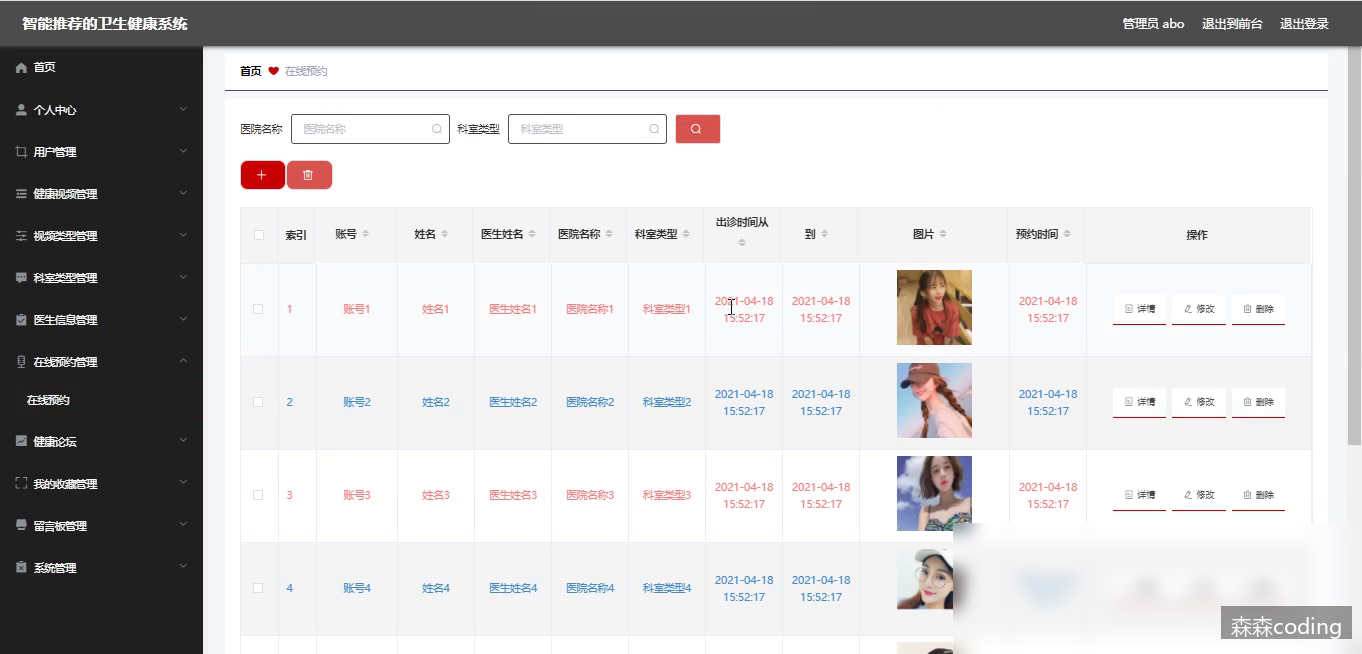 智能推荐的卫生健康系统
管理员 abo 退出到前台 退出登录
首页
个人中心
用户管理
健康视频管理
视频类型管理
科室类型管理
医生信息管理
在线预约管理
在线预约
健康论坛
我的收藏管理
留言板管理
系统管理
首页 在线预约
医院名称 医院名称 科室类型 科室类型
索引 账号 姓名 医生姓名 医院名称 科室类型 出诊时间从 到 图片 预约时间 操作
1 账号1 姓名1 医生姓名1 医院名称1 科室类型1 2021-04-18 15:52:17 2021-04-18 15:52:17 2021-04-18 15:52:17 详情 修改 删除
2 账号2 姓名2 医生姓名2 医院名称2 科室类型2 2021-04-18 15:52:17 2021-04-18 15:52:17 2021-04-18 15:52:17 详情 修改 删除
3 账号3 姓名3 医生姓名3 医院名称3 科室类型3 2021-04-18 15:52:17 2021-04-18 15:52:17 2021-04-18 15:52:17 详情 修改 删除
4 账号4 姓名4 医生姓名4 医院名称4 科室类型4 2021-04-18 15:52:17 2021-04-18 15:52:17
森森coding